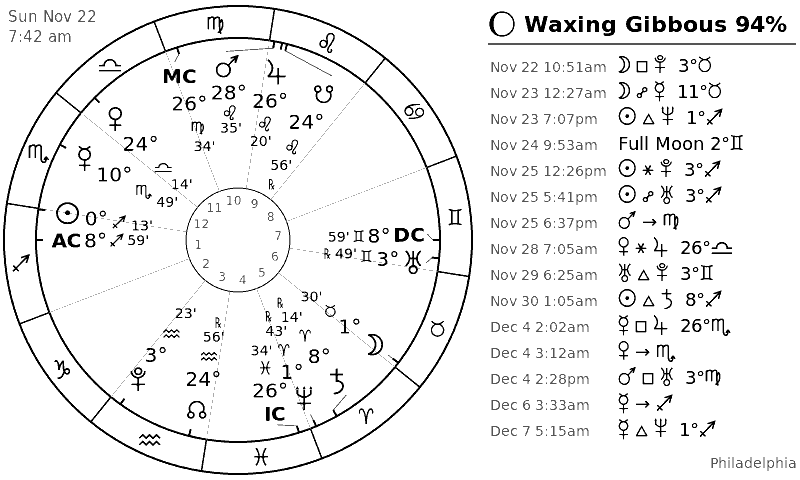 Sun Nov 22
7:42 am
☽ Waxing Gibbous 94%
Nov 22 10:51am ☽ □ ♇ 3°♉
Nov 23 12:27am ☽ ☍ ☿ 11°♉
Nov 23 7:07pm ☉ △ ♆ 1°♐
Nov 24 9:53am Full Moon 2°♊
Nov 25 12:26pm ☉ ⚹ ♇ 3°♐
Nov 25 5:41pm ☉ ☍ ♅ 3°♐
Nov 25 6:37pm ♂ → ♍
Nov 28 7:05am ♀ ⚹ ♃ 26°♎
Nov 29 6:25am ♅ △ ♇ 3°♊
Nov 30 1:05am ☉ △ ♄ 8°♐
Dec 4 2:02am ☿ □ ♃ 26°♏
Dec 4 3:12am ♀ → ♏
Dec 4 2:28pm ♂ □ ♅ 3°♍
Dec 6 3:33am ☿ → ♐
Dec 7 5:15am ☿ △ ♆ 1°♐
Philadelphia
MC 26° ♍ 34'
♂ 28° ♌ 35'
♃ 26° ♌ 20'
☋ 24° ♌ 56' ℞
♀ 24° ♎ 14'
☿ 10° ♏ 49'
☉ 0° ♐ 13'
AC 8° ♐ 59'
59' ♊ 8° DC
℞ 49' ♊ 3° ♅
30' ♉ 1° ☽
℞ 14' ♈ 8° ♄
℞ 43' ♈ 1° ♆
34' ♓ 26° IC
℞ 56' ♒ 24° ☊
23' ♒ 3° ♇
♍
♌
♋
♊
♉
♈
♓
♒
♑
♐
♏
♎
1
2
3
4
5
6
7
8
9
10
11
12